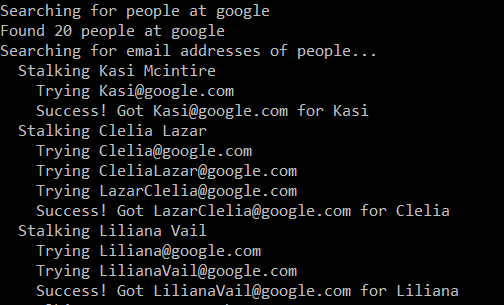 Searching for people at google
Found 20 people at google
Searching for email addresses of people...
Stalking Kasi Mcintire
Trying Kasi@google.com
Success! Got Kasi@google.com for Kasi
Stalking Clelia Lazar
Trying Clelia@google.com
Trying CleliaLazar@google.com
Trying LazarClelia@google.com
Success! Got LazarClelia@google.com for Clelia
Stalking Liliana Vail
Trying Liliana@google.com
Trying LilianaVail@google.com
Success! Got LilianaVail@google.com for Liliana